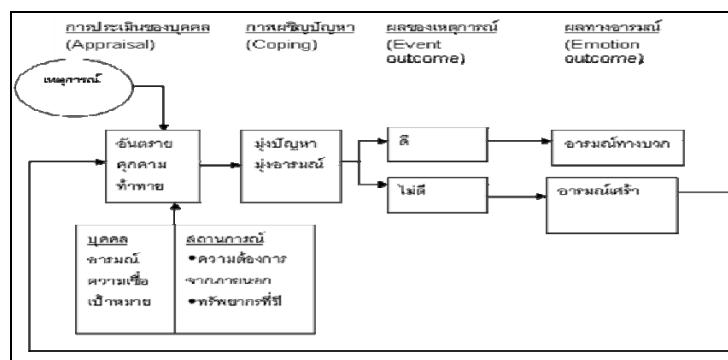 การประเมินของบุคคล
(Appraisal)
การเผชิญปัญหา
(Coping)
ผลของเหตุการณ์
(Event
outcome)
ผลทางอารมณ์
(Emotion
outcome)
เหตุการณ์
อันตราย
คุกคาม
ท้าทาย
มุ่งปัญหา
มุ่งอารมณ์
ดี
ไม่ดี
อารมณ์ทางบวก
อารมณ์เศร้า
บุคคล
อารมณ์
ความเชื่อ
เป้าหมาย
สถานการณ์
•ความต้องการ
จากภายนอก
•ทรัพยากรที่มี